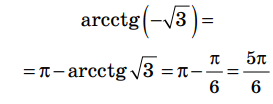 arcctg(−√3) =
= π − arcctg√3 = π − π/6 = 5π/6